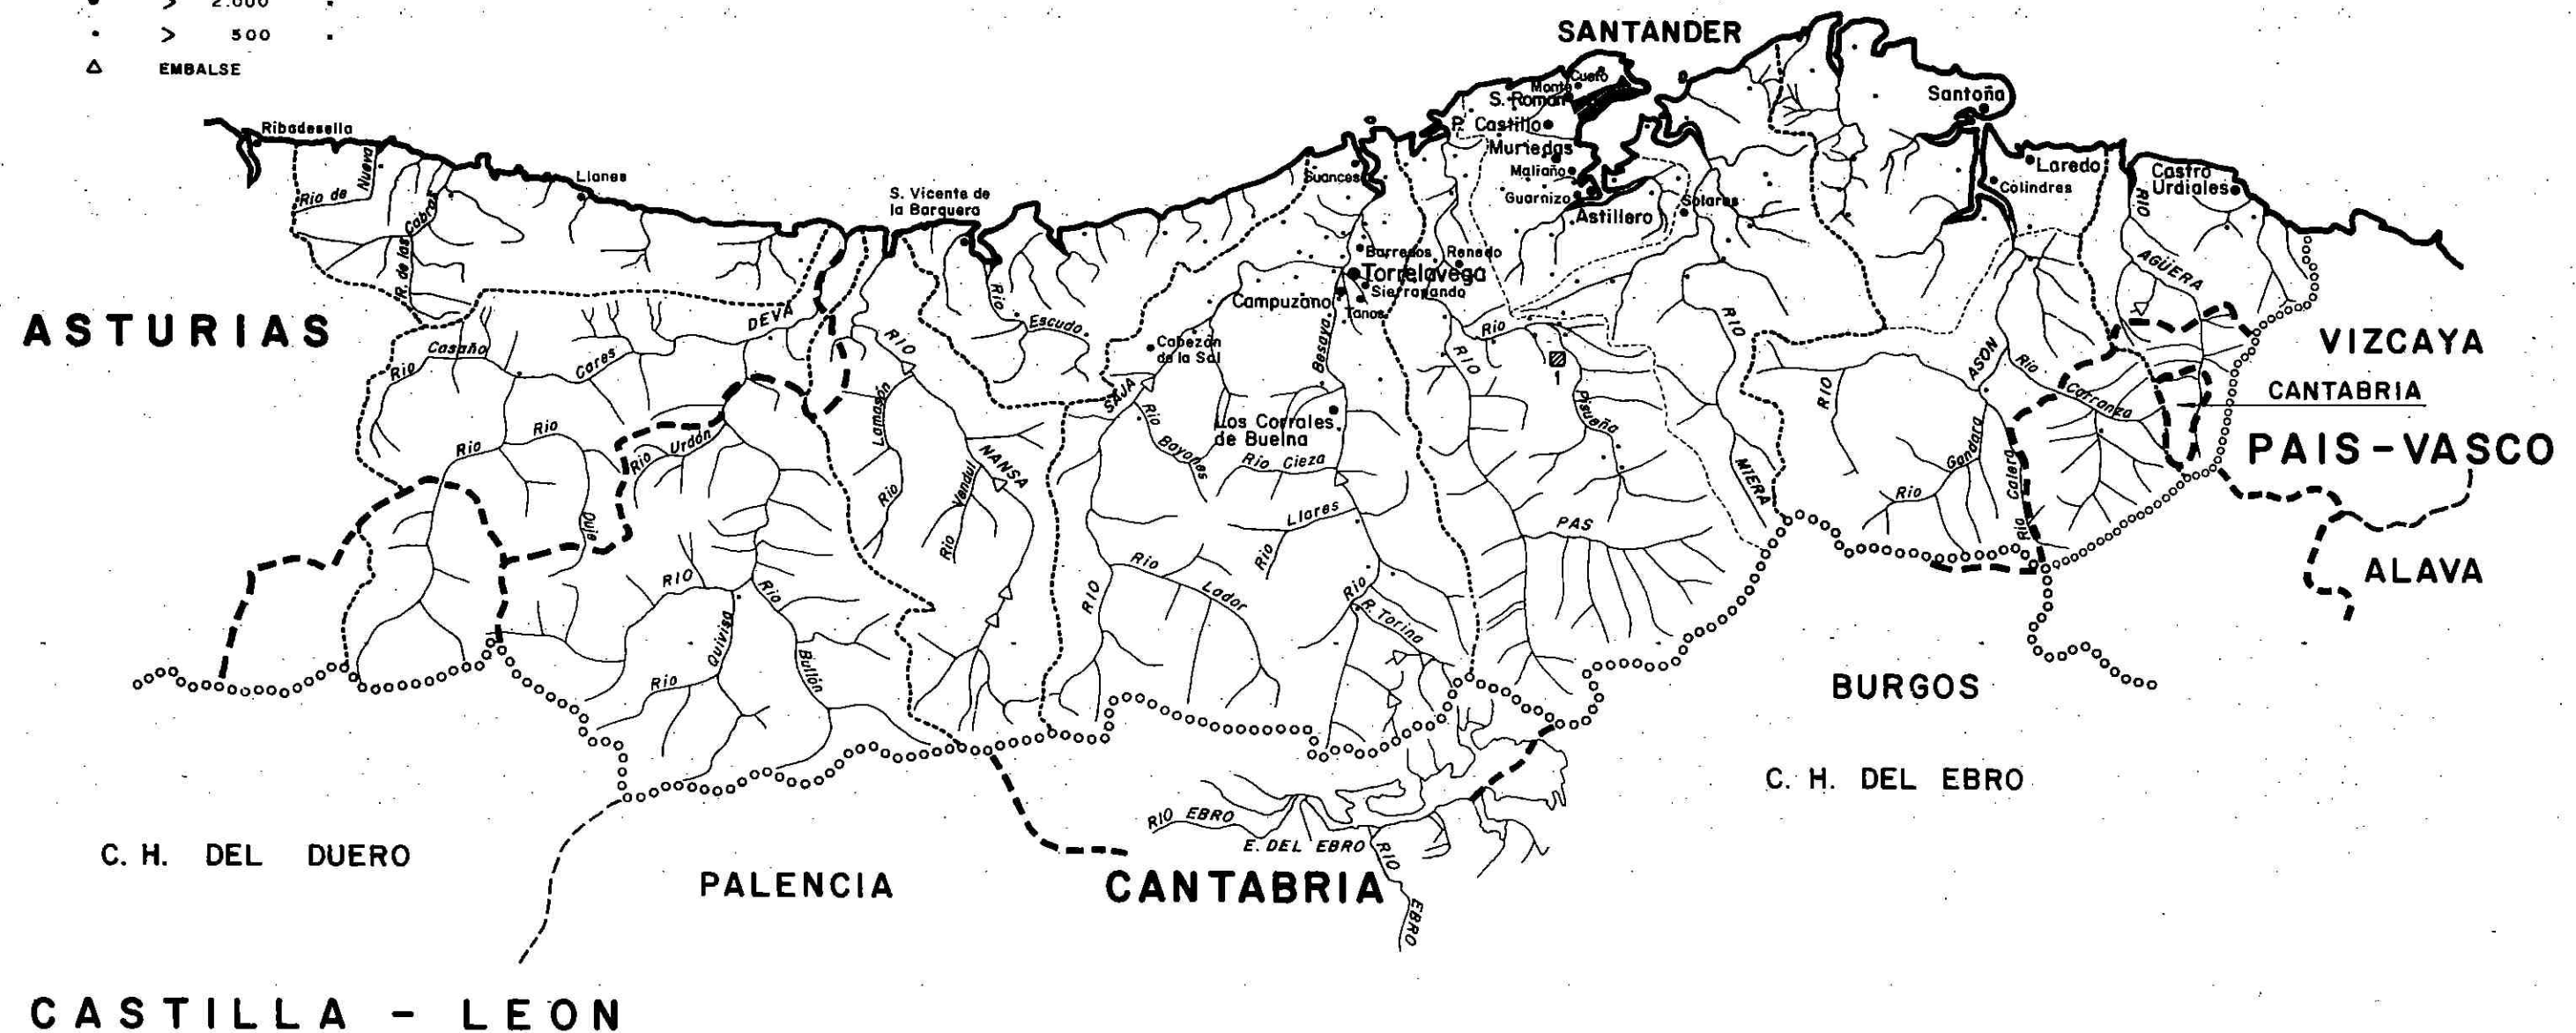 > 2.000
> 500
EMBALSE
SANTANDER
Cueto
Monte
S. Roman
P. Castillo
Muriedas
Maliaño
Guarnizo
Astillero
Solares
Santoña
Laredo
Colindres
Castro
Urdiales
Ribadesella
Rio de Nueva
R. de las Cabras
Llanes
S. Vicente de
la Barquera
Suances
Barredos
Renedo
Torrelavega
Sierrapando
Campuzano
Tanos
Cabezón
de la Sal
Los Corrales
de Buelna
ASTURIAS
DEVA
Rio Casaño
Cares
Rio
Rio
Duje
Rio Urdón
RIO
Rio
Quiviesa
Rio
Bullón
Rio Escudo
RIO
NANSA
Lamasón
Rio
Rio Vendul
SAJA
RIO
Rio Bayones
Besaya
Rio
Rio Cieza
Rio Llares
Rio Lodor
R. Torina
Rio
RIO
PAS
Pisueña
1
RIO
MIERA
RIO
ASON
Rio
Gandara
Rio Calera
Rio Carranza
RIO
AGÜERA
VIZCAYA
CANTABRIA
PAIS-VASCO
ALAVA
BURGOS
C. H. DEL EBRO
RIO EBRO
E. DEL EBRO
RIO
EBRO
C. H. DEL DUERO
PALENCIA
CANTABRIA
CASTILLA - LEON